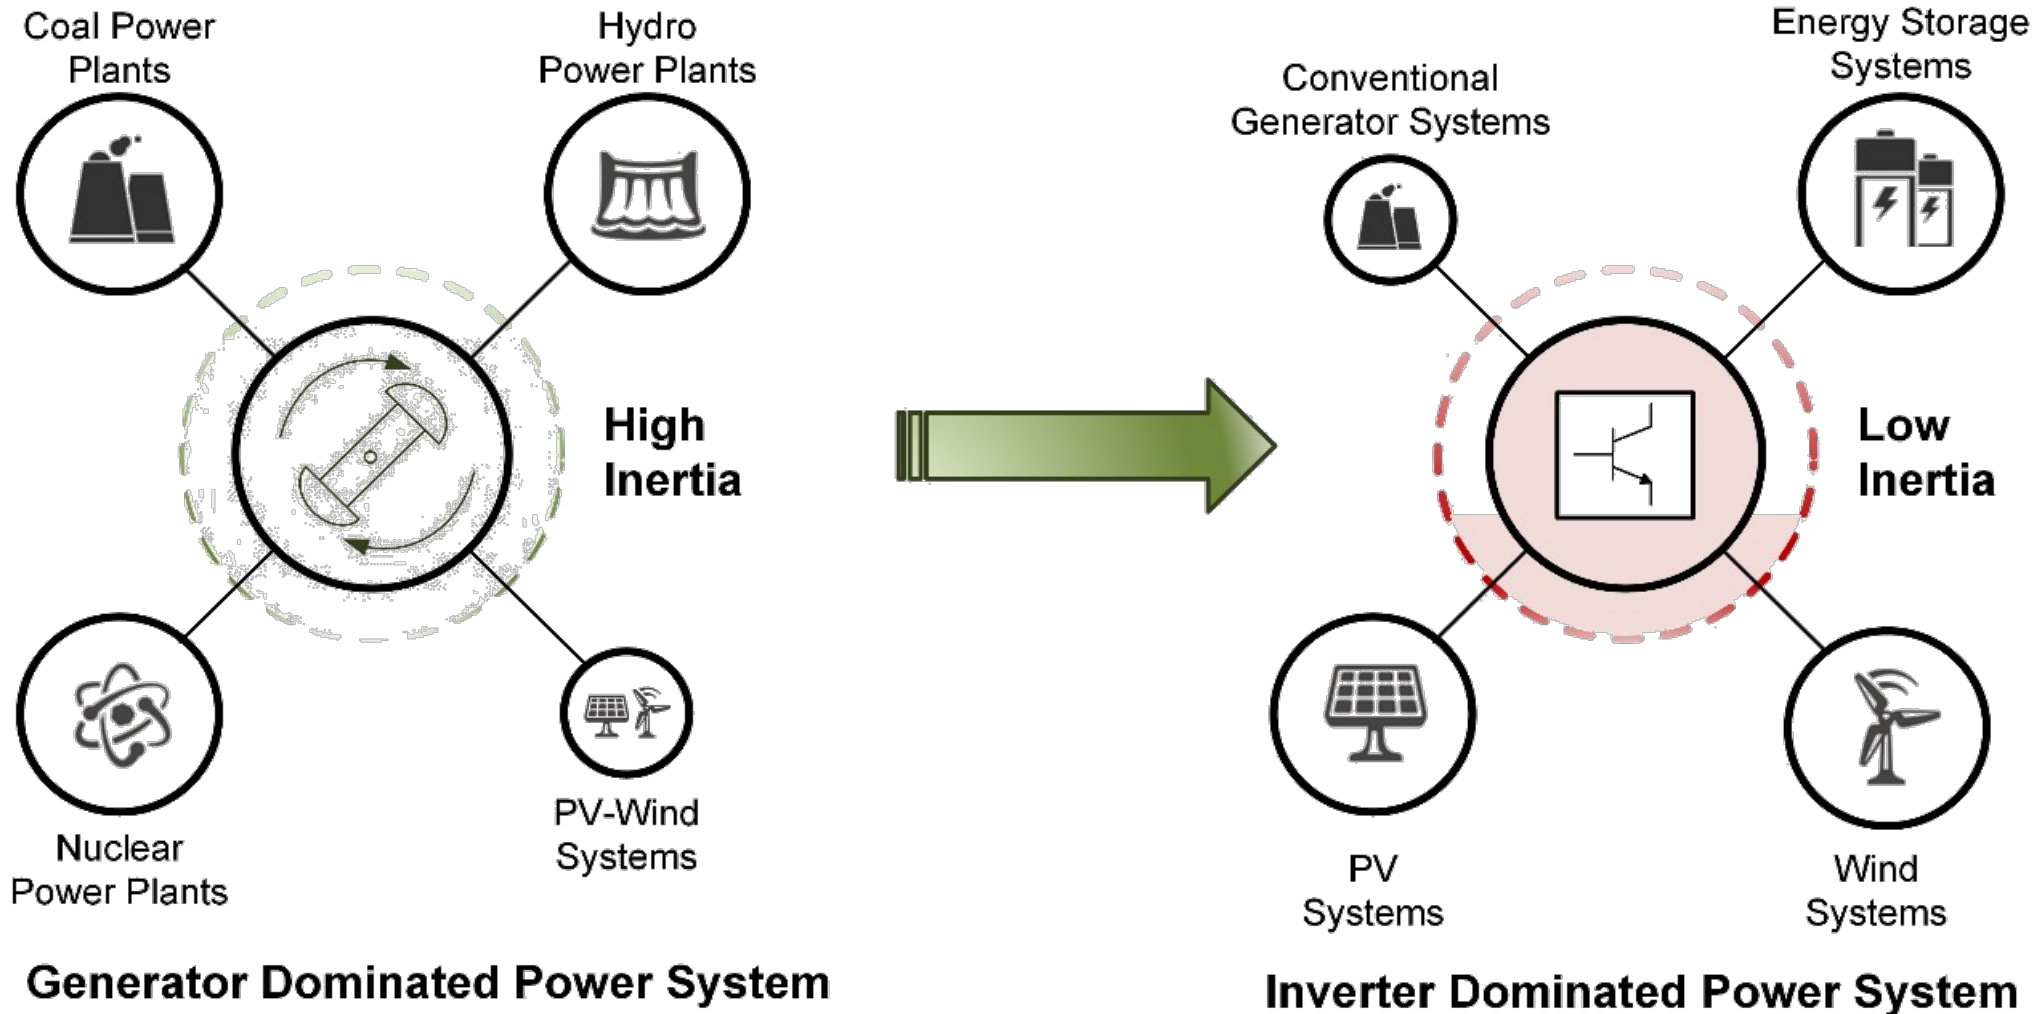 Coal Power
Plants
Hydro
Power Plants
High
Inertia
Nuclear
Power Plants
PV-Wind
Systems
Generator Dominated Power System
Conventional
Generator Systems
Energy Storage
Systems
Low
Inertia
PV
Systems
Wind
Systems
Inverter Dominated Power System